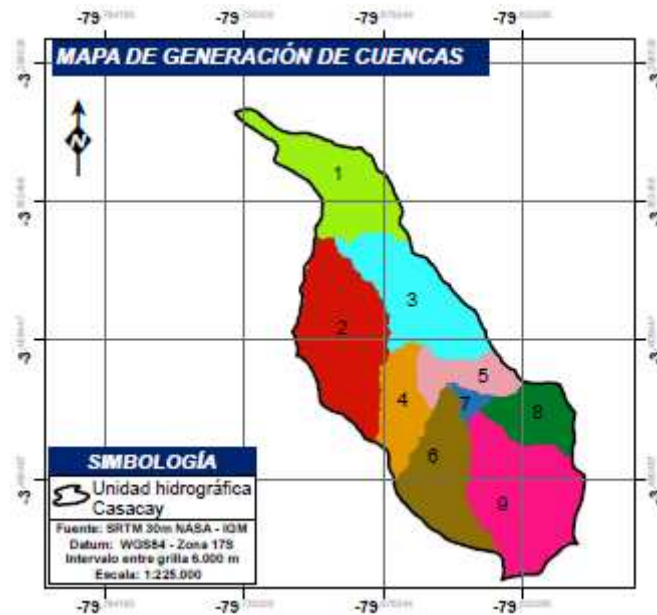 -79 -79 -79 -79
MAPA DE GENERACIÓN DE CUENCAS
-3 -3
N
1
-3 -3
3
2
-3 -3
5
4 7 8
6
SIMBOLOGÍA
-3 -3
Unidad hidrográfica
Casacay
9
Fuente: SRTM 30m NASA - IGM
Datum: WGS84 - Zona 17S
Intervalo entre grilla 6.000 m
Escala: 1:225.000
-79 -79 -79 -79